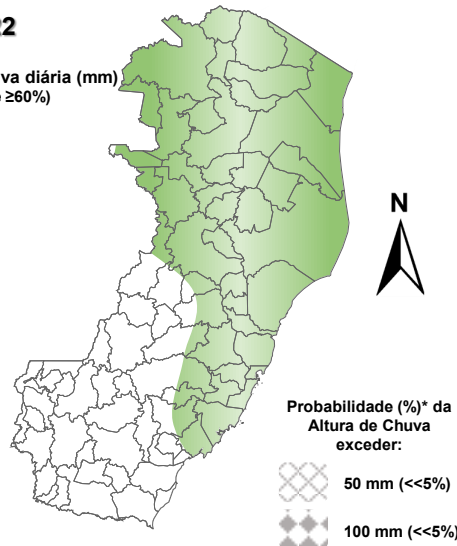 22
va diária (mm)
≥60%)
N
Probabilidade (%)* da
Altura de Chuva
exceder:
50 mm (<<5%)
100 mm (<<5%)